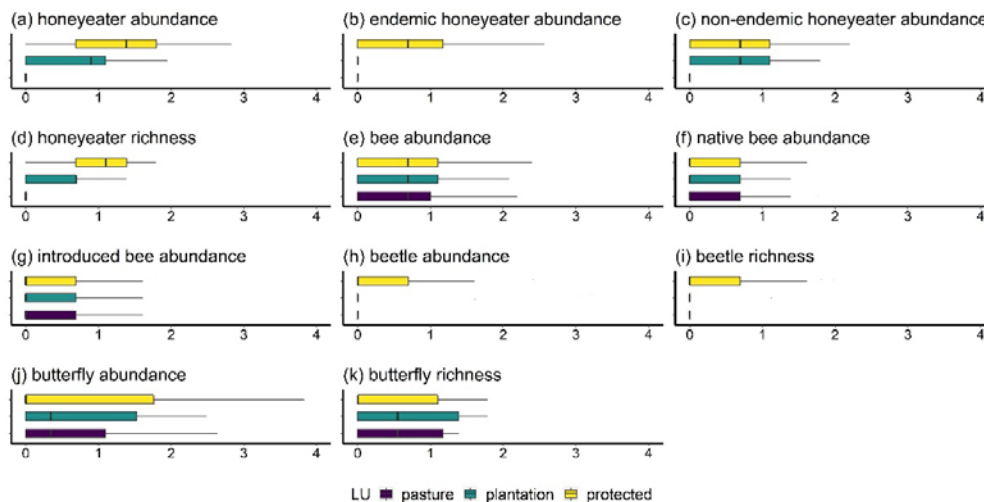 (a) honeyeater abundance
(b) endemic honeyeater abundance
(c) non-endemic honeyeater abundance
0 1 2 3 4
0 1 2 3 4
0 1 2 3 4
(d) honeyeater richness
(e) bee abundance
(f) native bee abundance
0 1 2 3 4
0 1 2 3 4
0 1 2 3 4
(g) introduced bee abundance
(h) beetle abundance
(i) beetle richness
0 1 2 3 4
0 1 2 3 4
0 1 2 3 4
(j) butterfly abundance
(k) butterfly richness
0 1 2 3 4
0 1 2 3 4
LU pasture plantation protected